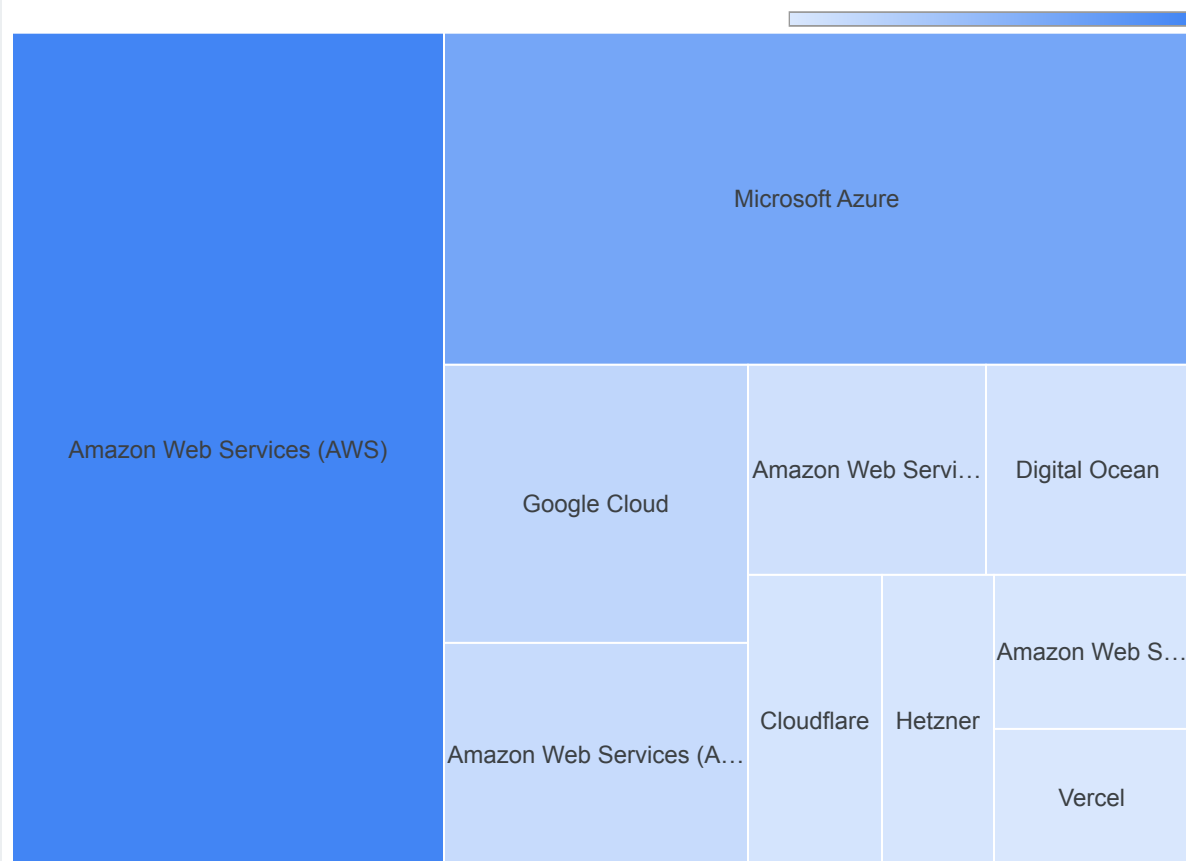 Microsoft Azure
Amazon Web Services (AWS)
Google Cloud
Amazon Web Servi…
Digital Ocean
Amazon Web Services (A…
Cloudflare
Hetzner
Amazon Web S…
Vercel